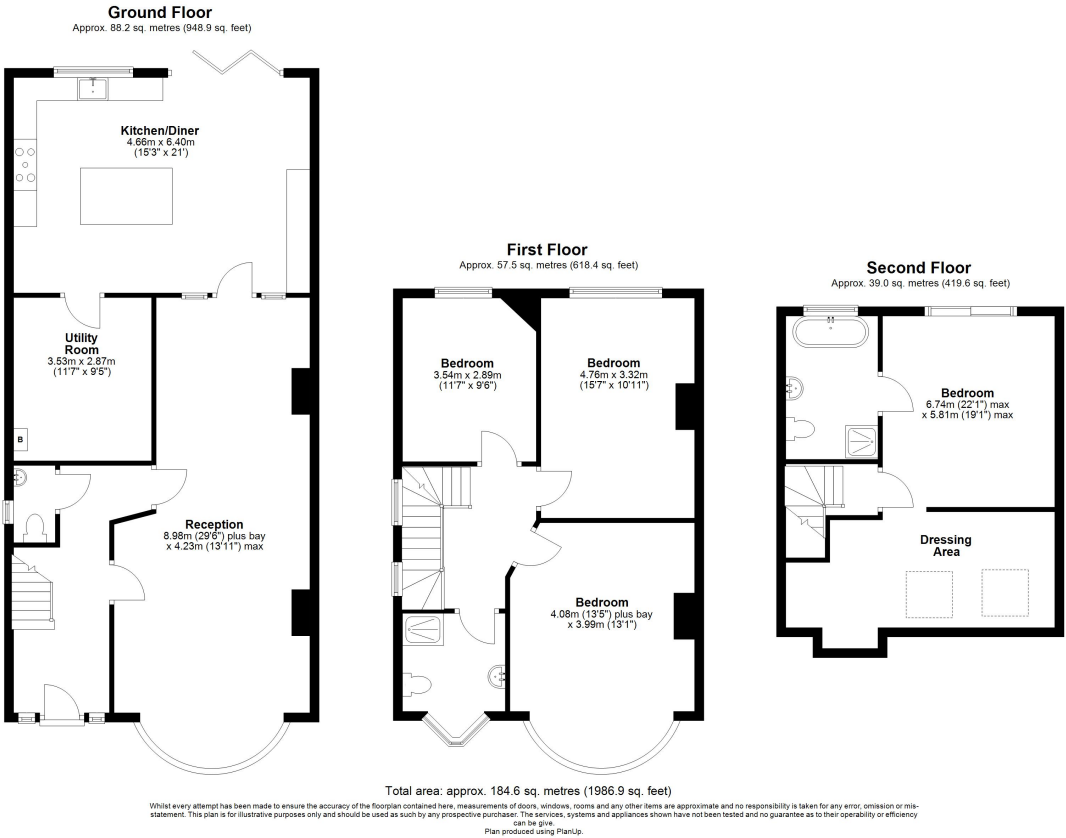 Ground Floor
Approx. 88.2 sq. metres (948.9 sq. feet)
Kitchen/Diner
4.66m x 6.40m
(15'3" x 21')
Utility
Room
3.53m x 2.87m
(11'7" x 9'5")
B
Reception
8.98m (29'6") plus bay
x 4.23m (13'11") max
First Floor
Approx. 57.5 sq. metres (618.4 sq. feet)
Bedroom
3.54m x 2.89m
(11'7" x 9'6")
Bedroom
4.76m x 3.32m
(15'7" x 10'11")
Bedroom
4.08m (13'5") plus bay
x 3.99m (13'1")
Second Floor
Approx. 39.0 sq. metres (419.6 sq. feet)
Bedroom
6.74m (22'1") max
x 5.81m (19'1") max
Dressing
Area
Total area: approx. 184.6 sq. metres (1986.9 sq. feet)
Whilst every attempt has been made to ensure the accuracy of the floorplan contained here, measurements of doors, windows, rooms and any other items are approximate and no responsibility is taken for any error, omission or mis-
statement. This plan is for illustrative purposes only and should be used as such by any prospective purchaser. The services, systems and appliances shown have not been tested and no guarantee as to their operability or efficiency
can be give.
Plan produced using PlanUp.